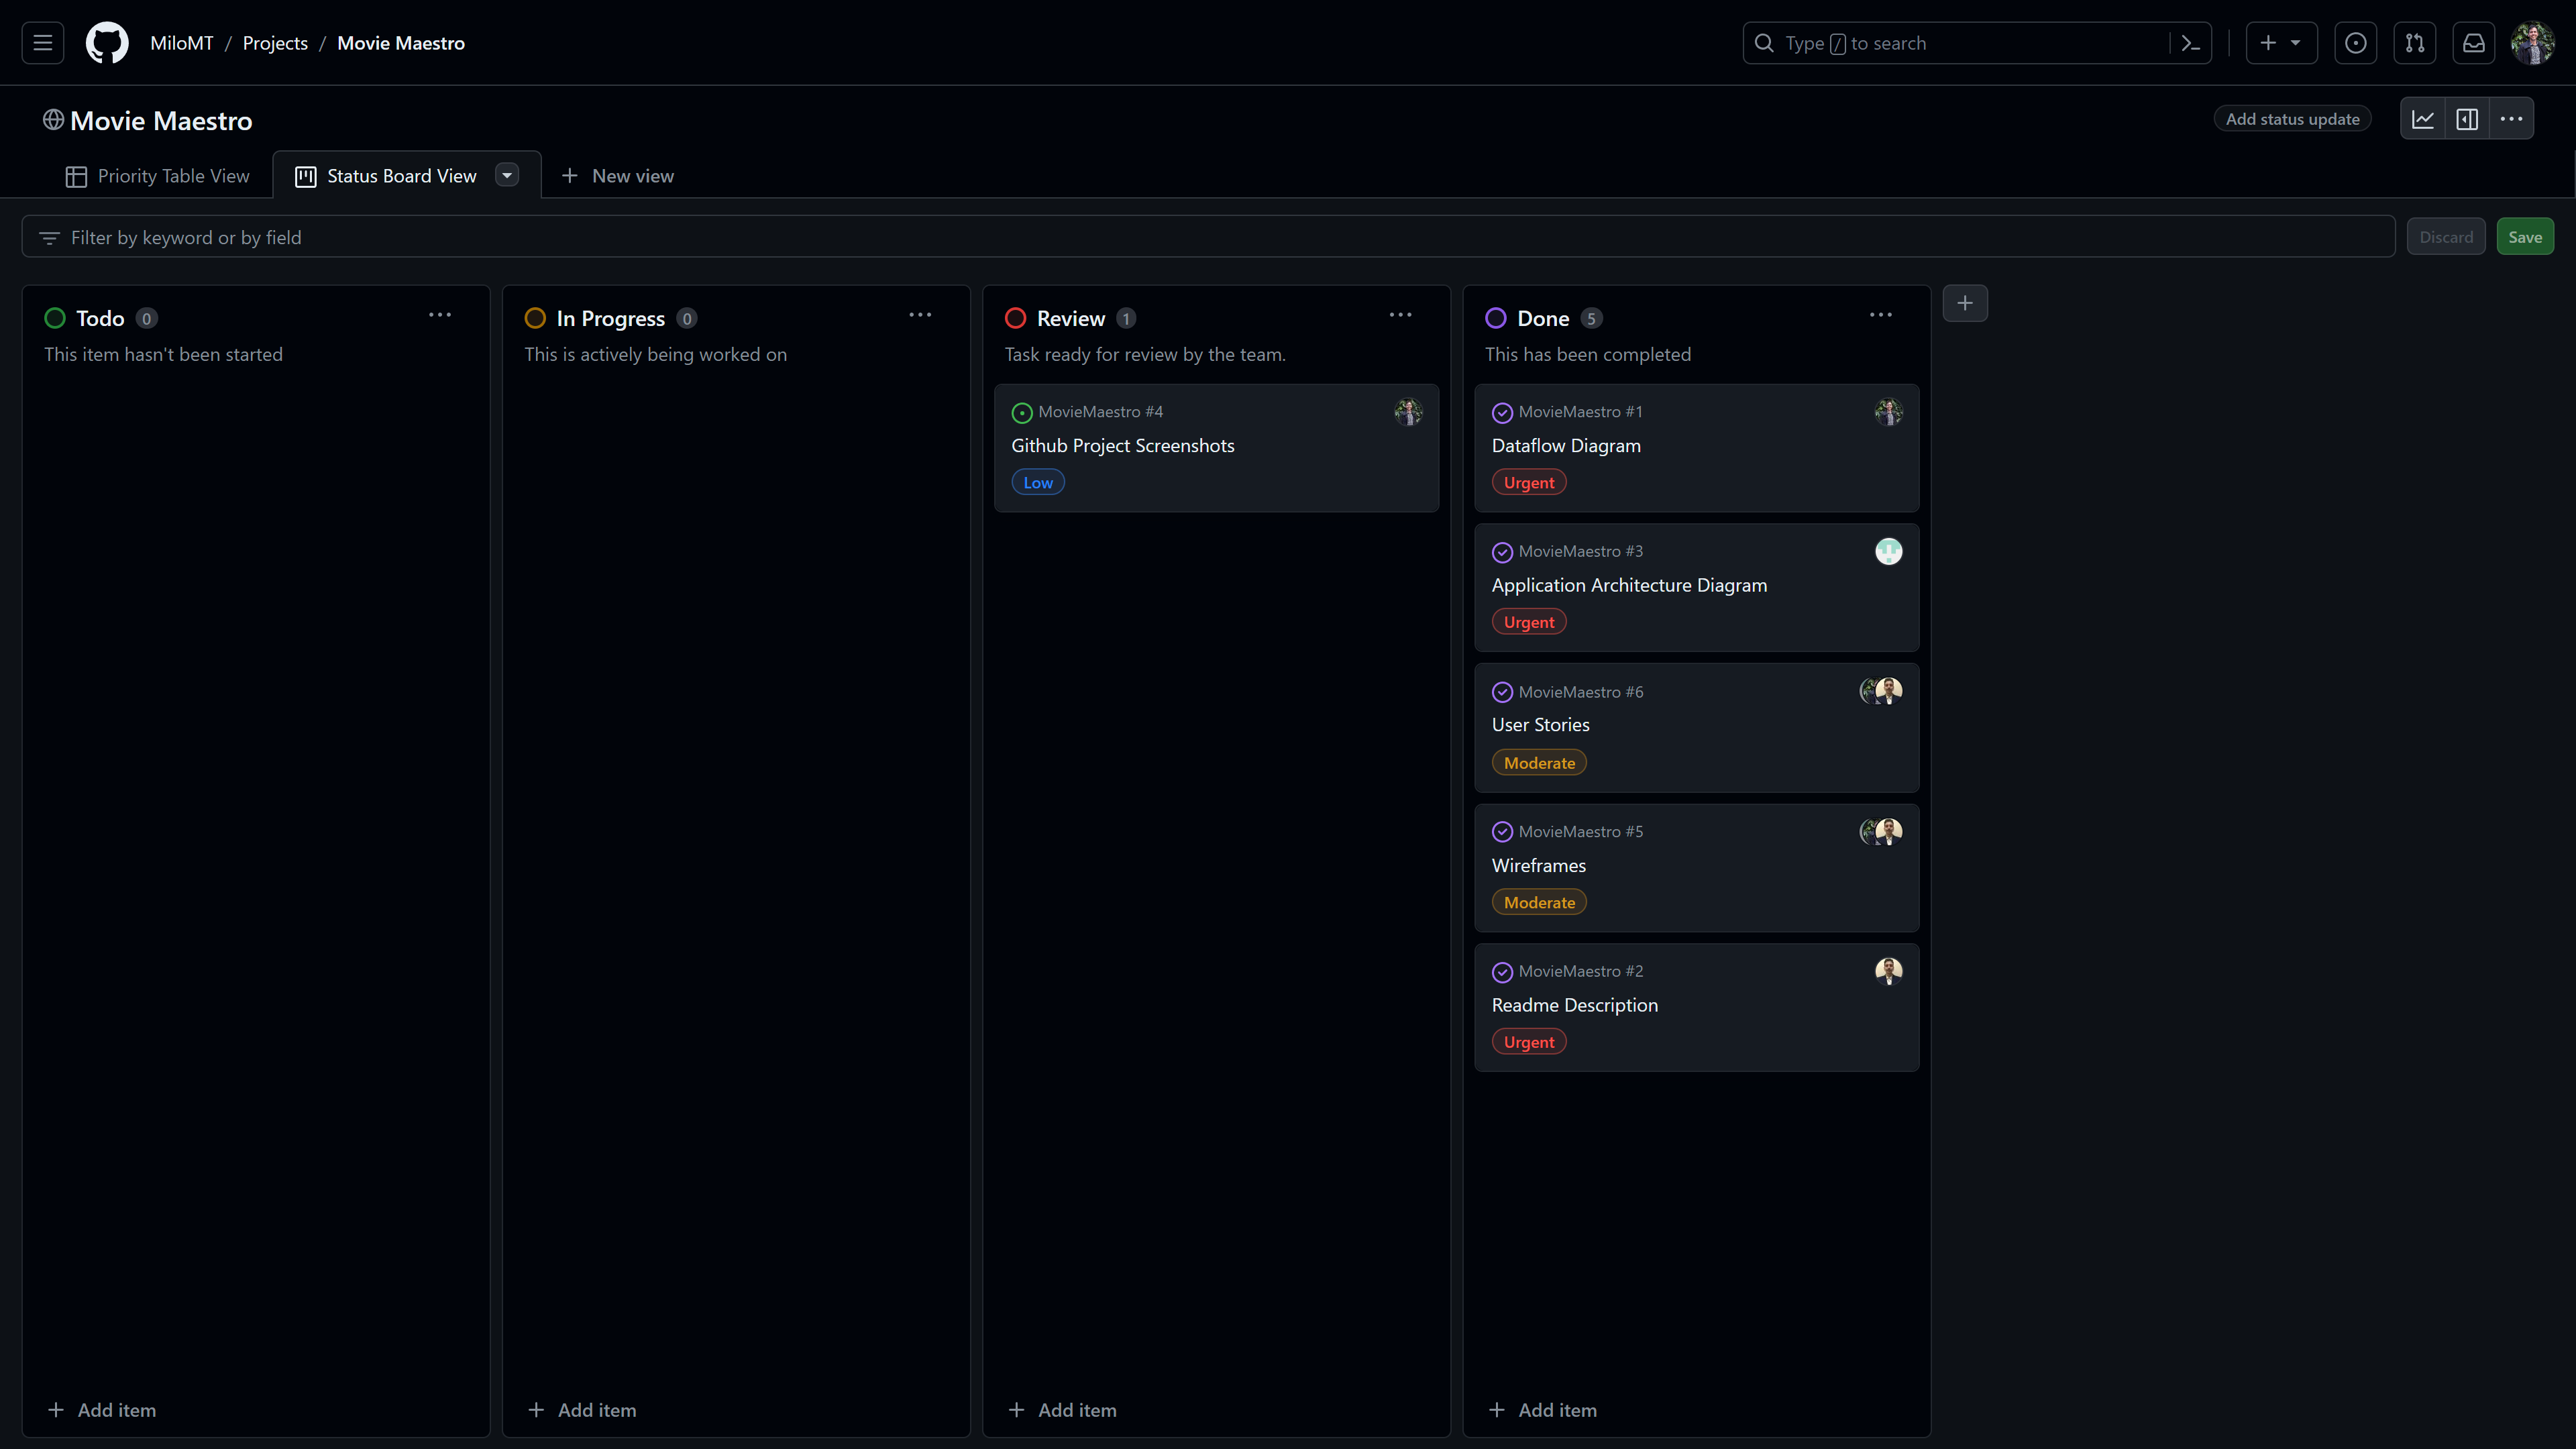 MiloMT / Projects / Movie Maestro
Type / to search
Movie Maestro
Add status update
Priority Table View
Status Board View
New view
Filter by keyword or by field
Discard
Save
Todo 0
This item hasn't been started
Add item
In Progress 0
This is actively being worked on
Add item
Review 1
Task ready for review by the team.
MovieMaestro #4
Github Project Screenshots
Low
Add item
Done 5
This has been completed
MovieMaestro #1
Dataflow Diagram
Urgent
MovieMaestro #3
Application Architecture Diagram
Urgent
MovieMaestro #6
User Stories
Moderate
MovieMaestro #5
Wireframes
Moderate
MovieMaestro #2
Readme Description
Urgent
Add item